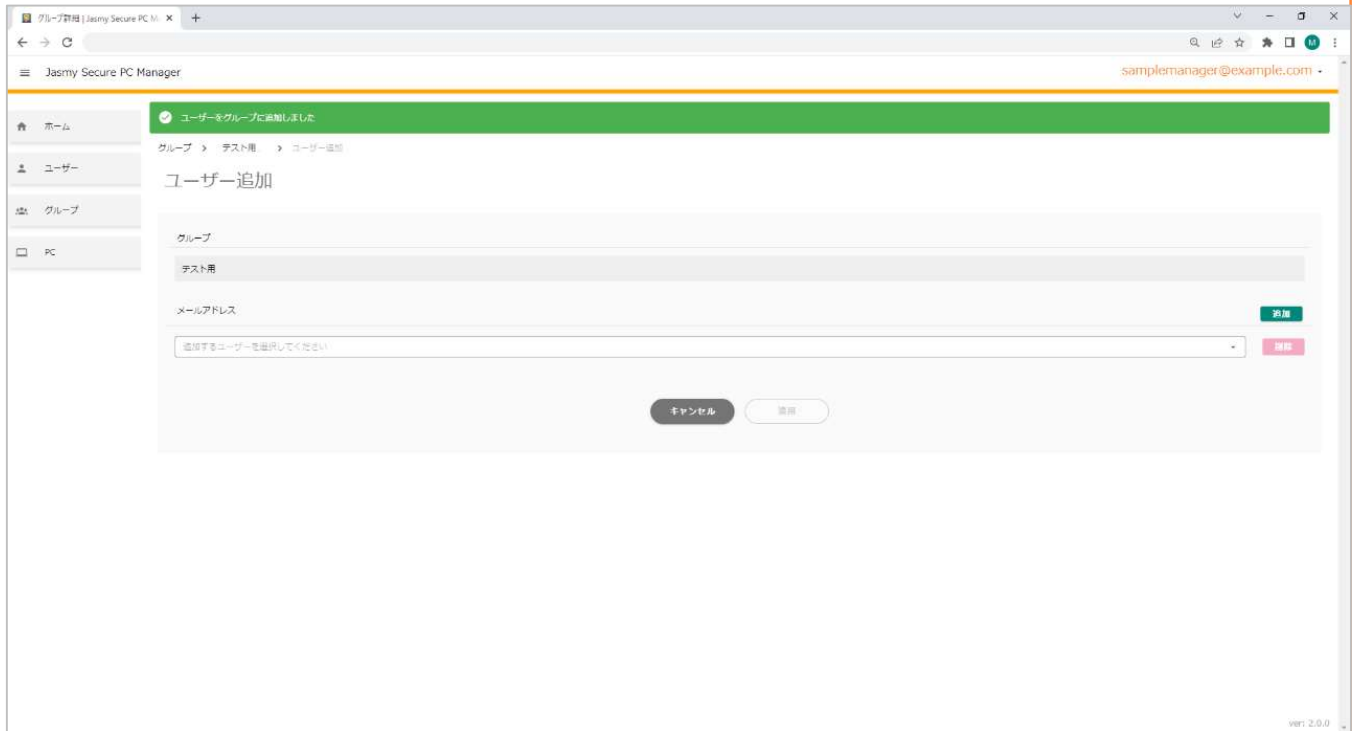 グループ詳細 | Jasmy Secure PC M
M
Jasmy Secure PC Manager
samplemanager@example.com
ホーム
ユーザー
グループ
PC
ユーザーをグループに追加しました
グループ > テスト用 > ユーザー追加
ユーザー追加
グループ
テスト用
メールアドレス
追加
追加するユーザーを選択してください
削除
キャンセル
適用
ver: 2.0.0